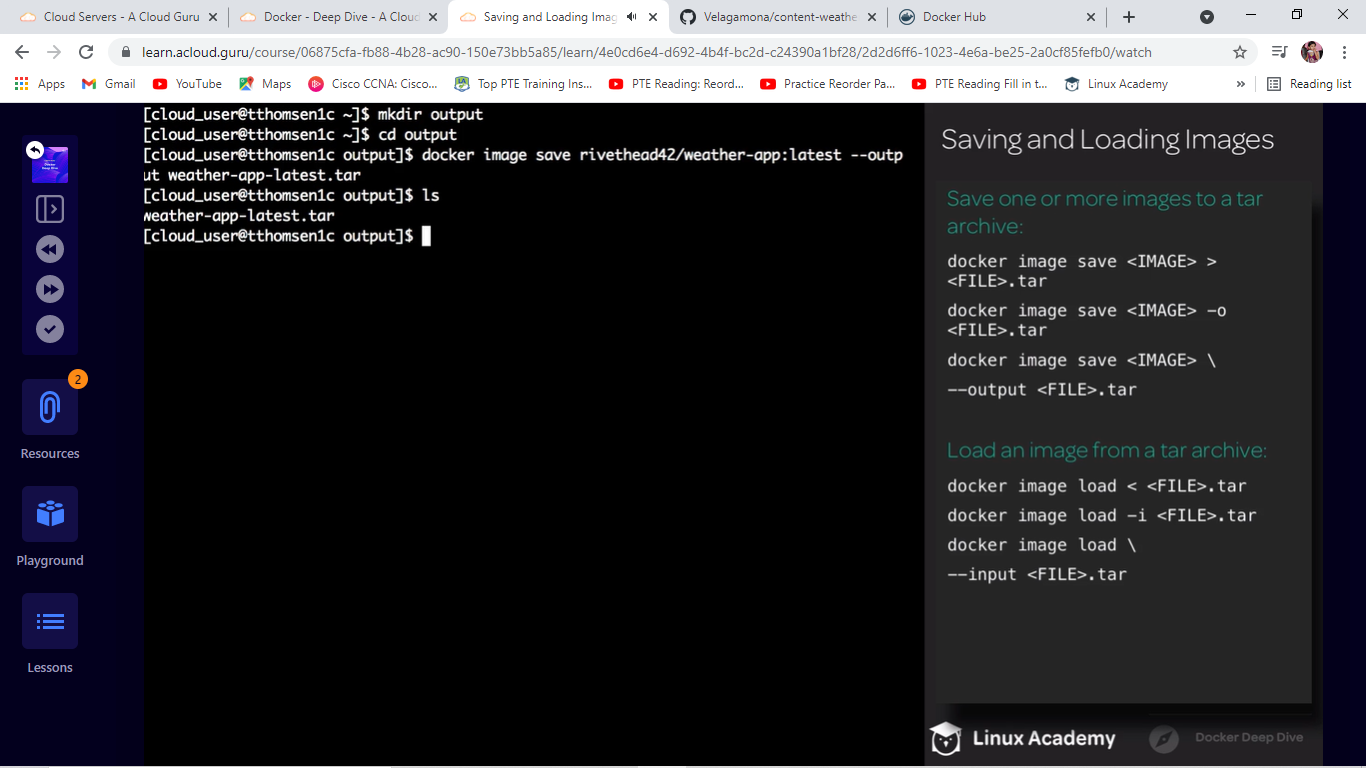 Cloud Servers - A Cloud Guru
Docker - Deep Dive - A Cloud
Saving and Loading Imag
Velagamona/content-weathe
Docker Hub
learn.acloud.guru/course/06875cfa-fb88-4b28-ac90-150e73bb5a85/learn/4e0cd6e4-d692-4b4f-bc2d-c24390a1bf28/2d2d6ff6-1023-4e6a-be25-2a0cf85fefb0/watch
Apps
Gmail
YouTube
Maps
Cisco CCNA: Cisco...
Top PTE Training Ins...
PTE Reading: Reord...
Practice Reorder Pa...
PTE Reading Fill in t...
Linux Academy
»
Reading list
2
Resources
Playground
Lessons
[cloud_user@tthomsen1c ~]$ mkdir output
[cloud_user@tthomsen1c ~]$ cd output
[cloud_user@tthomsen1c output]$ docker image save rivethead42/weather-app:latest --outp
ut weather-app-latest.tar
[cloud_user@tthomsen1c output]$ ls
weather-app-latest.tar
[cloud_user@tthomsen1c output]$
Saving and Loading Images
Save one or more images to a tar
archive:
docker image save <IMAGE> >
<FILE>.tar
docker image save <IMAGE> -o
<FILE>.tar
docker image save <IMAGE> \
--output <FILE>.tar
Load an image from a tar archive:
docker image load < <FILE>.tar
docker image load -i <FILE>.tar
docker image load \
--input <FILE>.tar
Linux Academy
Docker Deep Dive